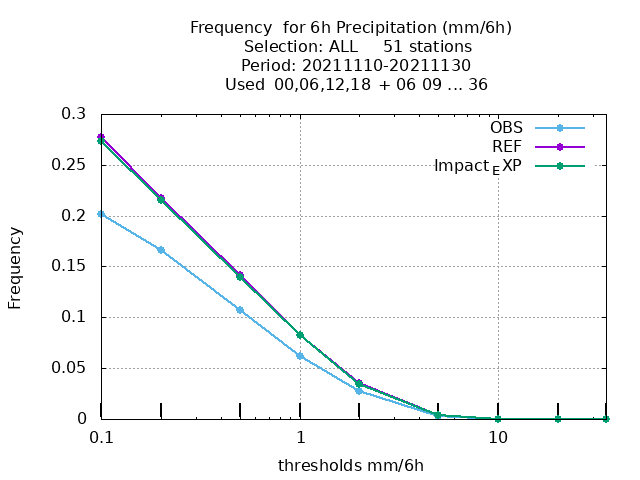 Frequency  for 6h Precipitation (mm/6h)
Selection: ALL     51 stations
Period: 20211110-20211130
Used  00,06,12,18  + 06 09 ... 36
0.3
OBS
REF
Impact_EXP
0.25
0.2
0.15
0.1
0.05
0
Frequency
0.1
1
10
thresholds mm/6h